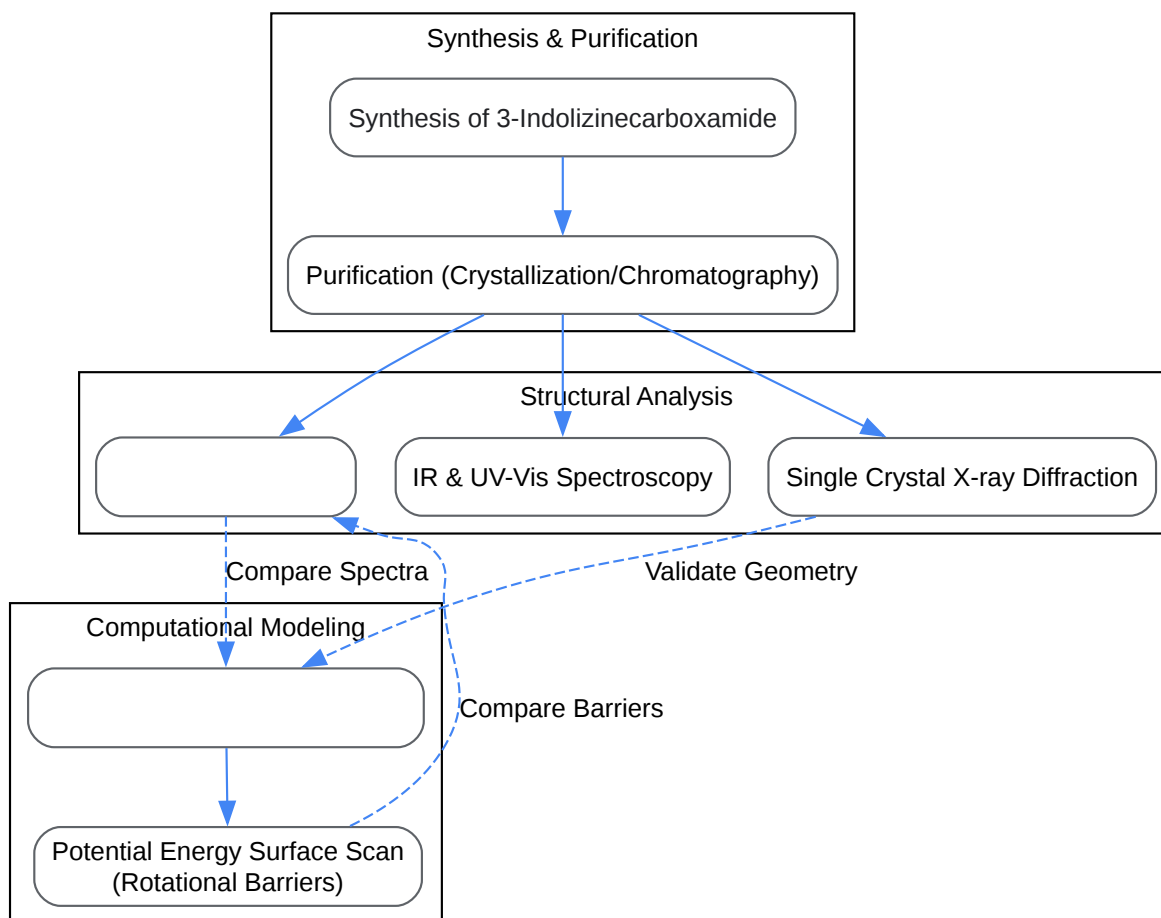 Synthesis & Purification
Synthesis of 3-Indolizinecarboxamide
Purification (Crystallization/Chromatography)
Structural Analysis
IR & UV-Vis Spectroscopy
Single Crystal X-ray Diffraction
Compare Spectra
Validate Geometry
Computational Modeling
Compare Barriers
Potential Energy Surface Scan
(Rotational Barriers)